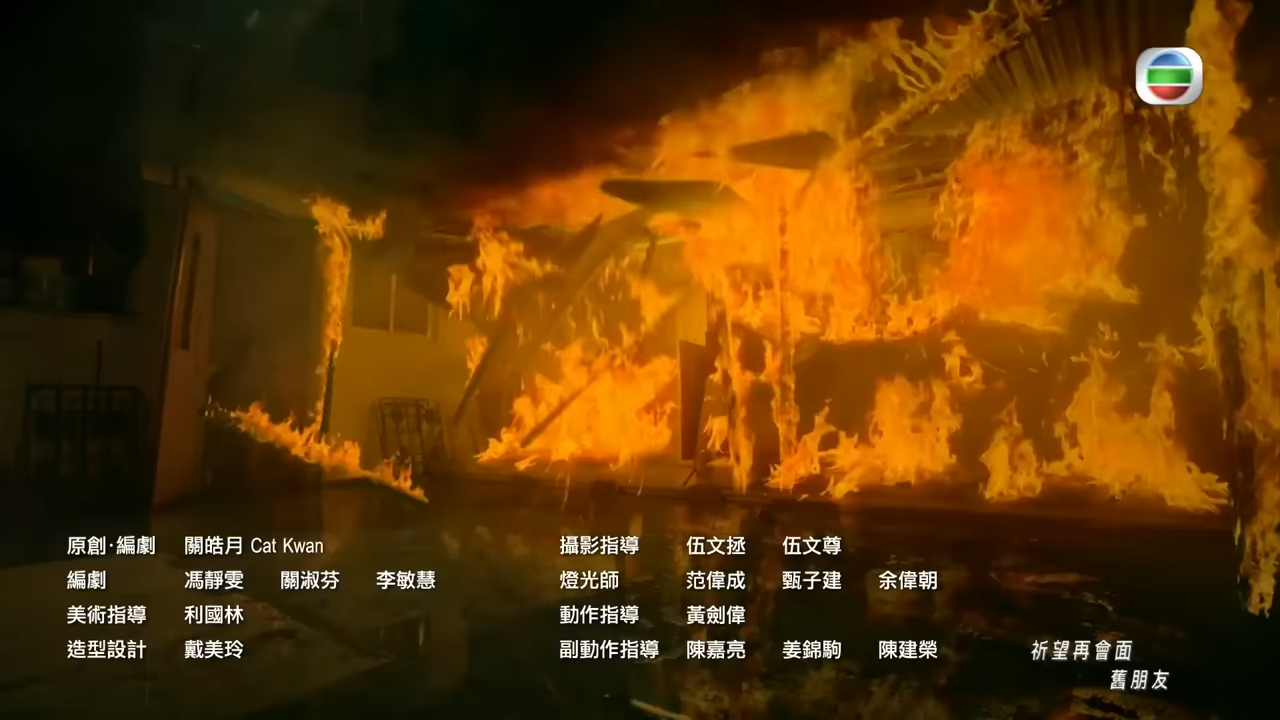 原創‧編劇 關皓月 Cat Kwan
編劇 馮靜雯 關淑芬 李敏慧
美術指導 利國林
造型設計 戴美玲
攝影指導 伍文拯 伍文尊
燈光師 范偉成 甄子建 余偉朝
動作指導 黃劍偉
副動作指導 陳嘉亮 姜錦駒 陳建榮
祈望再會面
舊朋友